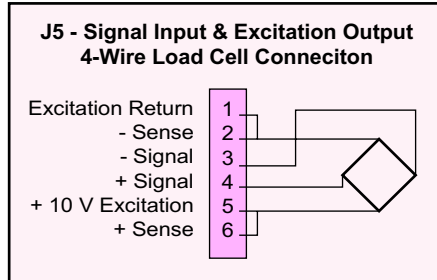 J5 - Signal Input & Excitation Output
4-Wire Load Cell Conneciton
Excitation Return 1
- Sense 2
- Signal 3
+ Signal 4
+ 10 V Excitation 5
+ Sense 6